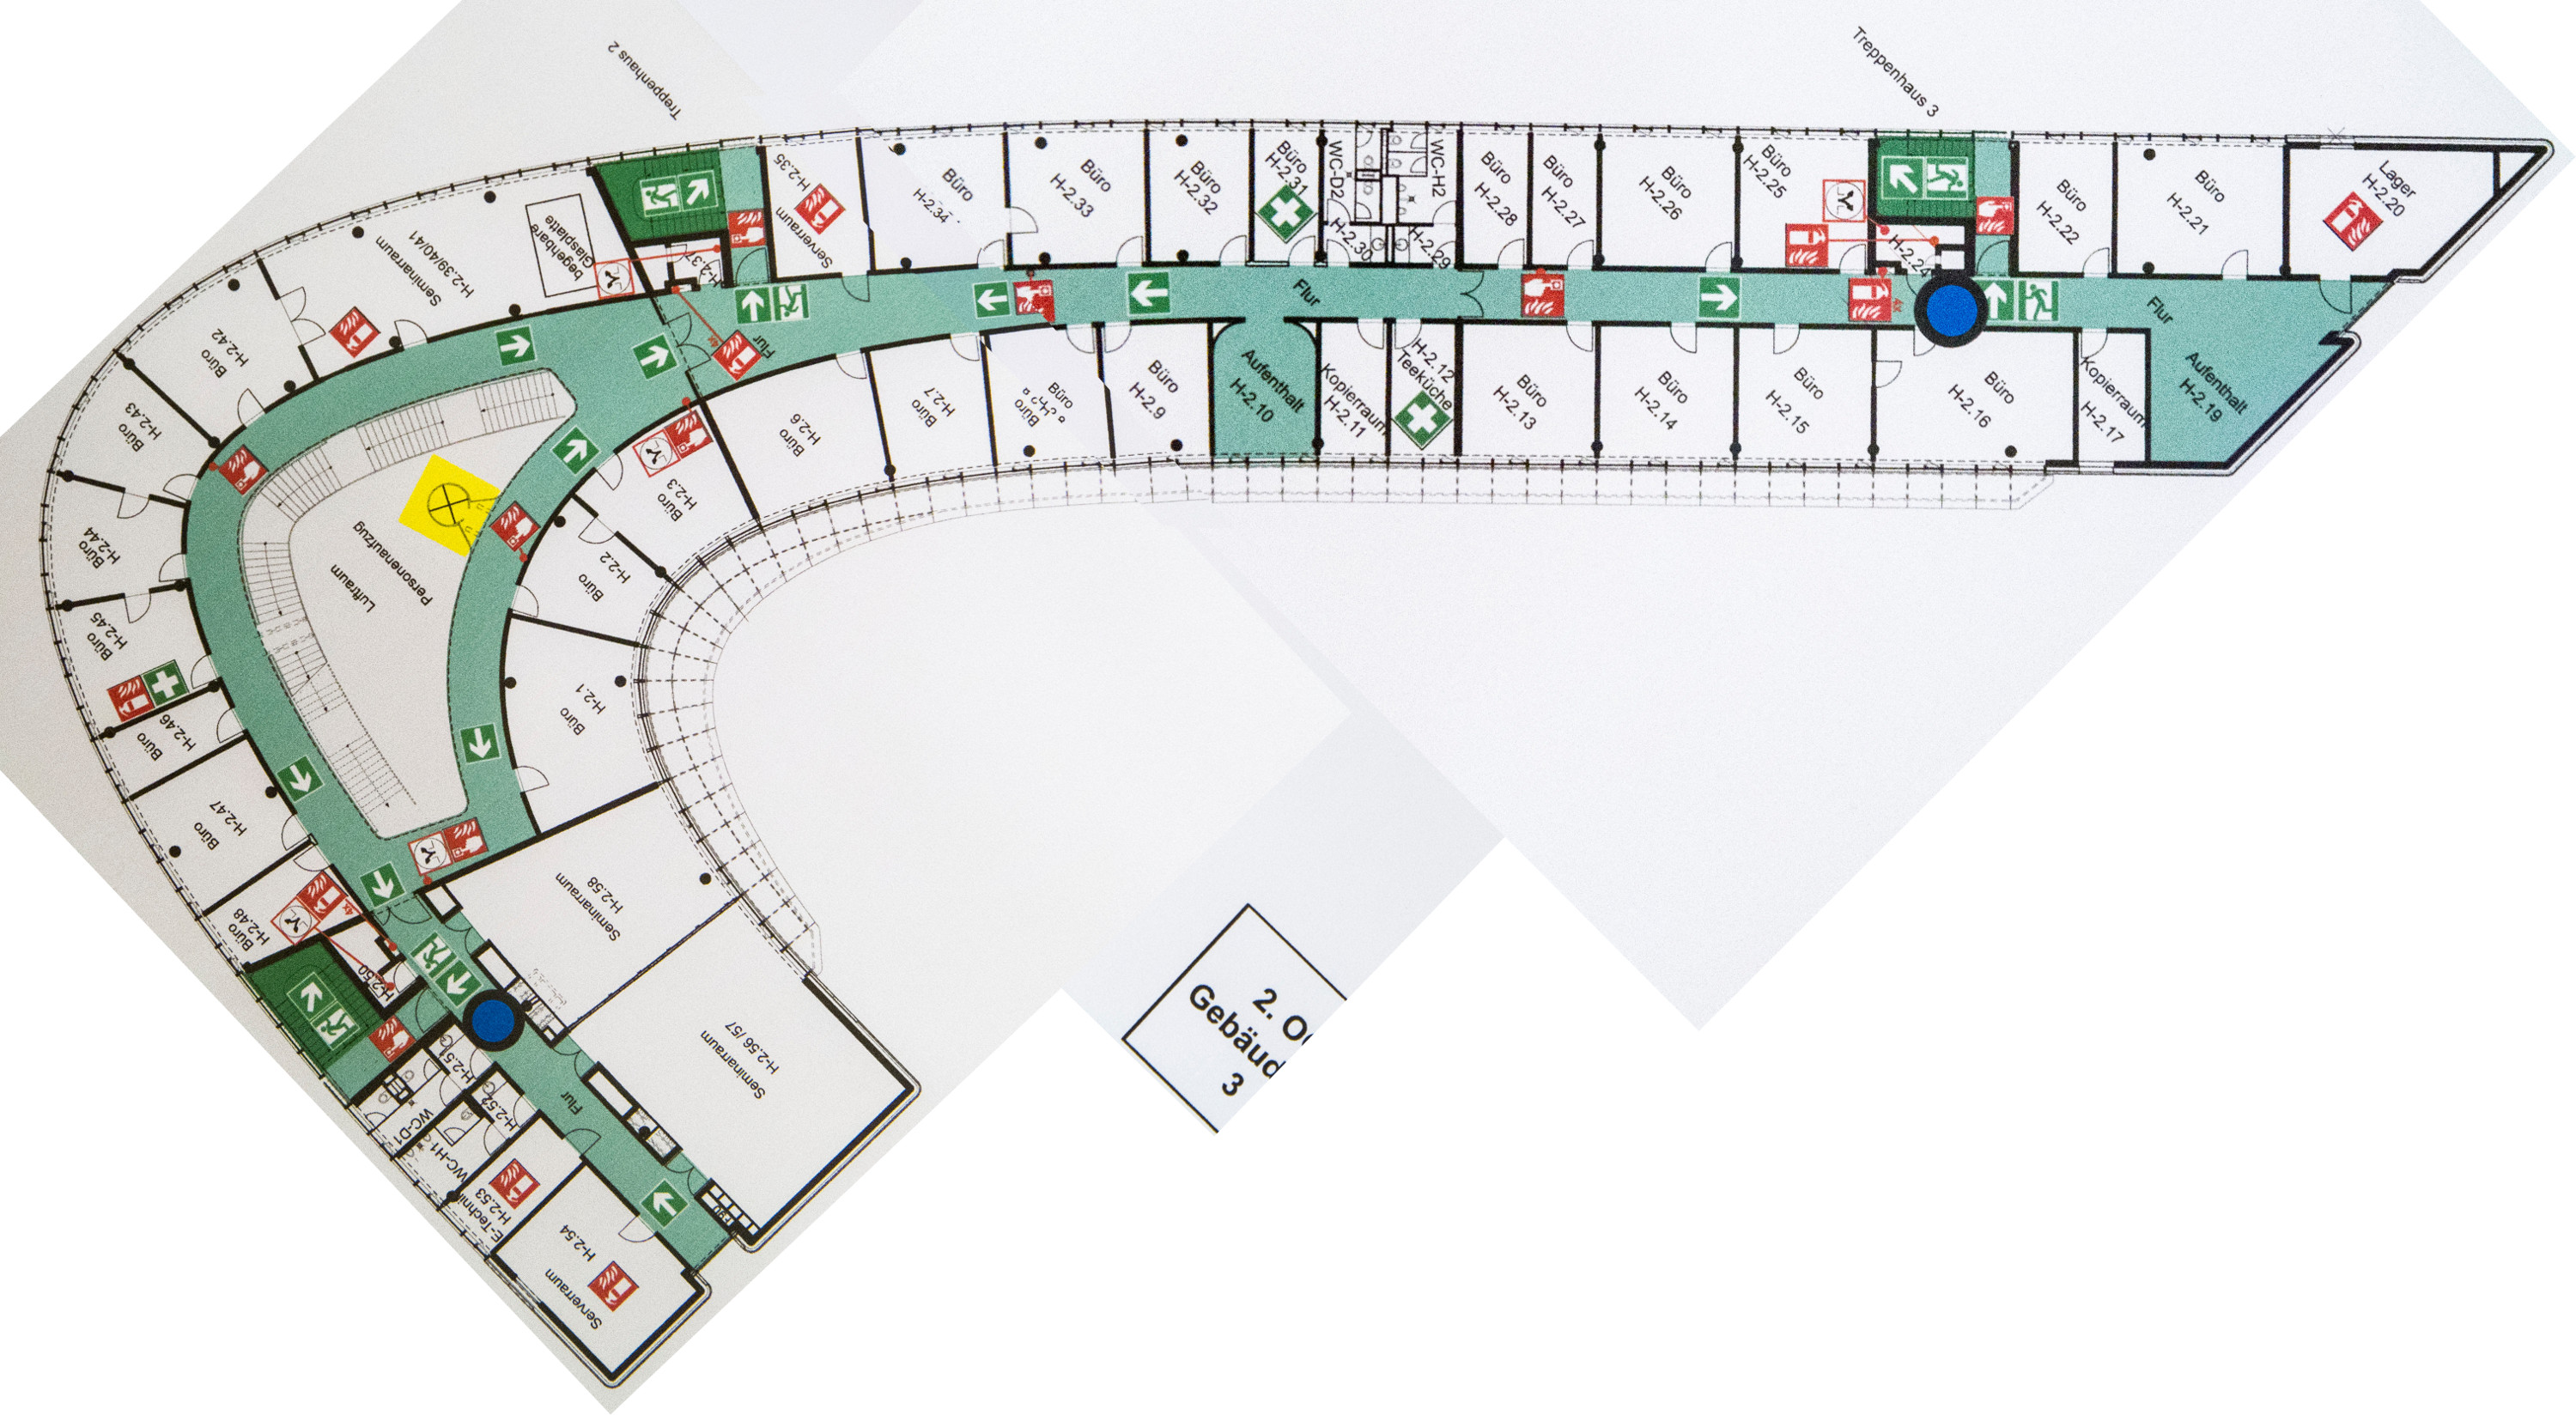 Treppenhaus 2
Treppenhaus 3
Serverraum
H-2.35
Büro
H-2.34
Büro
H-2.33
Büro
H-2.32
Büro
H-2.31
WC-D2
H-2.30
WC-H2
H-2.29
Büro
H-2.28
Büro
H-2.27
Büro
H-2.26
Büro
H-2.25
H-2.24
Büro
H-2.22
Büro
H-2.21
Lager
H-2.20
begehbare
Glasplatte
Seminarraum
H-2.39/40/41
Büro
H-2.42
Büro
H-2.43
Büro
H-2.44
Büro
H-2.45
Büro
H-2.46
Büro
H-2.47
Büro
H-2.48
H-2.50
4x
Flur
4x
Flur
4x
Flur
Büro
H-2.6
Büro
H-2.7
Büro
Büro
Büro
H-2.9
Aufenthalt
H-2.10
Kopierraum
H-2.11
H-2.12
Teeküche
Büro
H-2.13
Büro
H-2.14
Büro
H-2.15
Büro
H-2.16
Kopierraum
H-2.17
Aufenthalt
H-2.19
Büro
H-2.3
Büro
H-2.2
Büro
H-2.1
Luftraum
Personenaufzug
Seminarraum
H-2.58
Seminarraum
H-2.56 /57
H-2.51
H-2.52
WC-D1
WC-H1
Flur
E-Technik
H-2.53
Serverraum
H-2.54
2. O
Gebäud
3